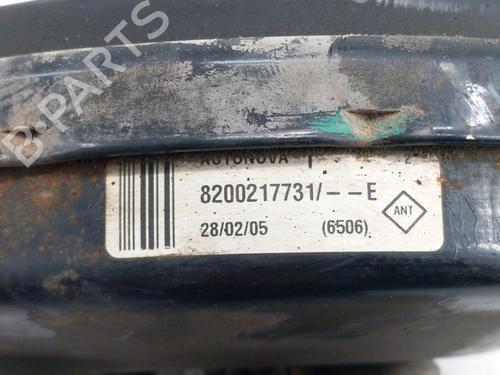 B-PARTS
AUTONOVA
8200217731/--E
ANT
28/02/05 (6506)